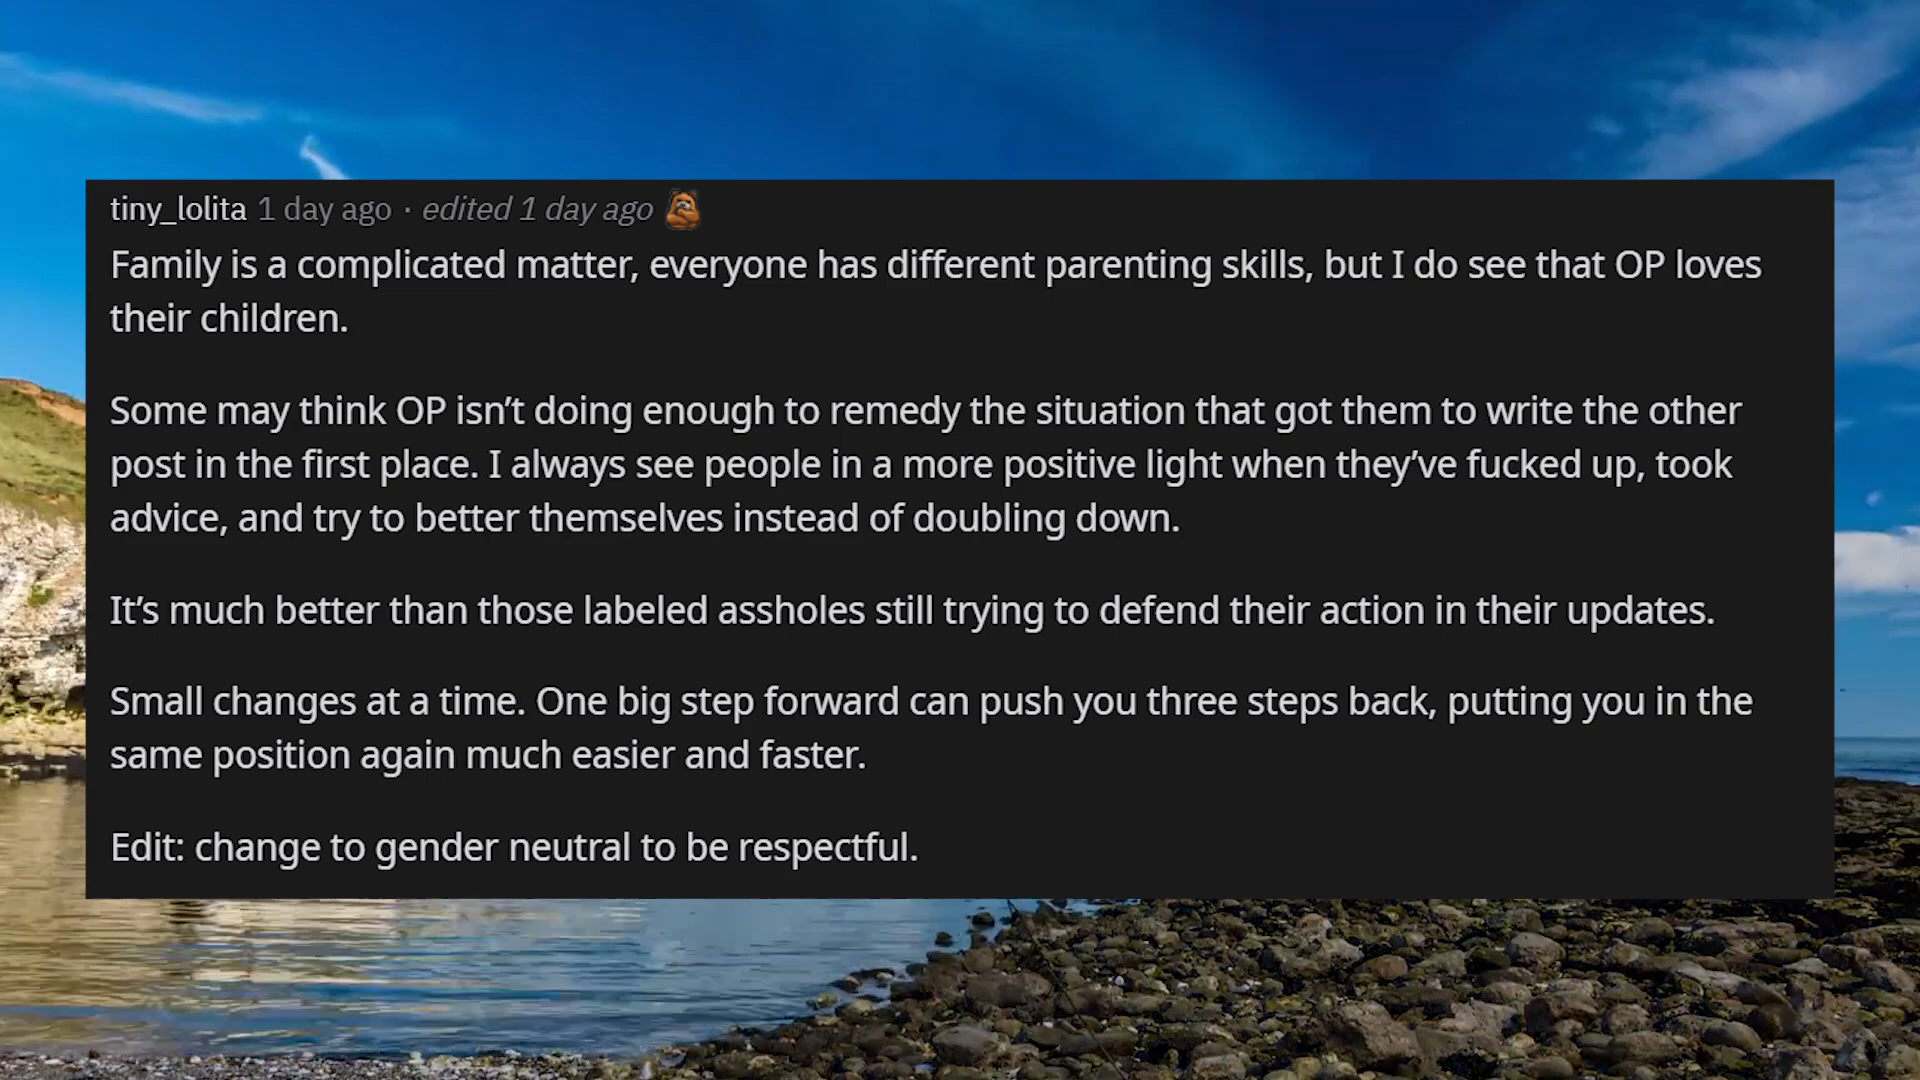 tiny_lolita 1 day ago · edited 1 day ago
Family is a complicated matter, everyone has different parenting skills, but I do see that OP loves
their children.
Some may think OP isn’t doing enough to remedy the situation that got them to write the other
post in the first place. I always see people in a more positive light when they’ve fucked up, took
advice, and try to better themselves instead of doubling down.
It’s much better than those labeled assholes still trying to defend their action in their updates.
Small changes at a time. One big step forward can push you three steps back, putting you in the
same position again much easier and faster.
Edit: change to gender neutral to be respectful.